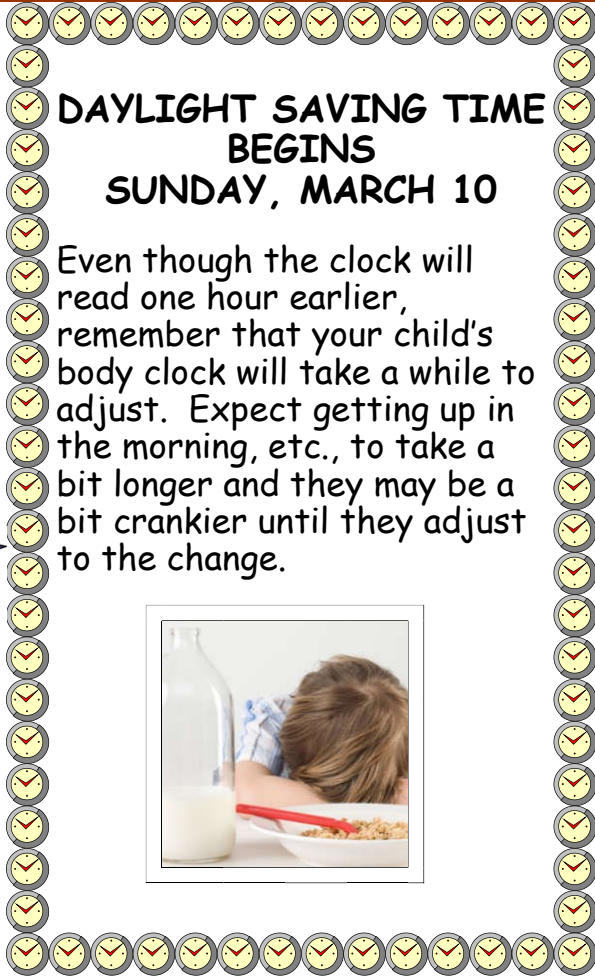 DAYLIGHT SAVING TIME
BEGINS
SUNDAY, MARCH 10
Even though the clock will
read one hour earlier,
remember that your child's
body clock will take a while to
adjust.  Expect getting up in
the morning, etc., to take a
bit longer and they may be a
bit crankier until they adjust
to the change.